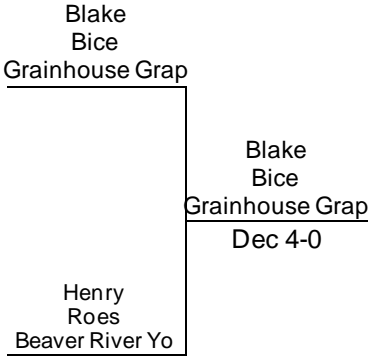 Blake
Bice
Grainhouse Grap
Blake
Bice
Grainhouse Grap
Dec 4-0
Henry
Roes
Beaver River Yo